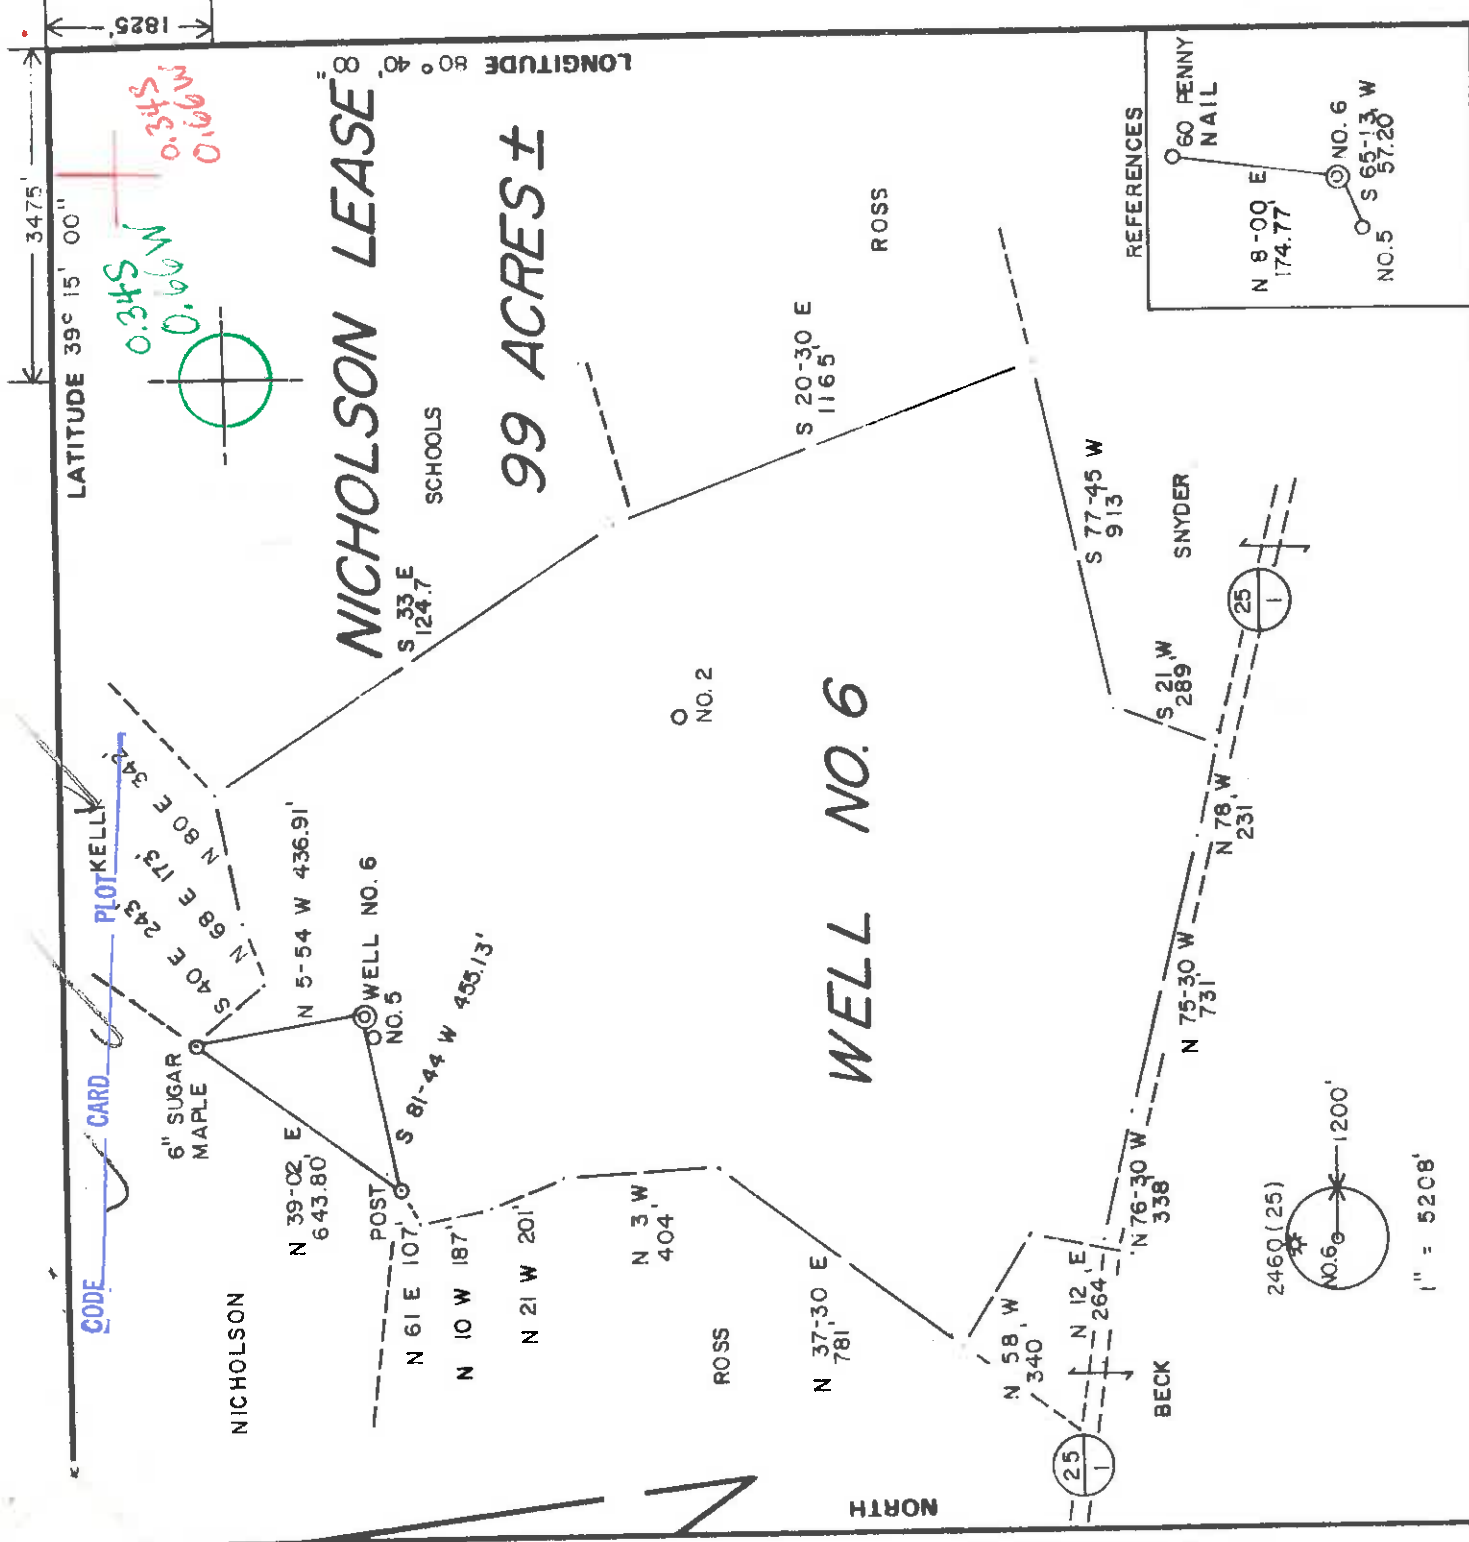 1825'
3475'
LATITUDE 39° 15' 00"
LONGITUDE 80° 40' 00"
0.34S
0.66W
0.34S
0.66W
NICHOLSON LEASE
99 ACRES ±
SCHOOLS
ROSS
REFERENCES
60 PENNY
NAIL
N 8-00 E
174.77'
NO. 6
S 65-13 W
57.20'
NO.5
CODE CARD PLOT
KELL
N 80 E 342'
N 68 E 173'
S 40 E 243'
6" SUGAR
MAPLE
N 5-54 W 436.91'
WELL NO. 6
NO. 5
S 81-44 W 455.13'
N 39-02 E
643.80'
POST
NICHOLSON
N 61 E 107'
N 10 W 187'
N 21 W 201'
N 3 W
404'
ROSS
N 37-30 E
781'
N 58 W
340'
N 12 E
264'
BECK
25
1
N 76-30 W
338'
N 75-30 W
731'
N 78 W
231'
S 21 W
289'
SNYDER
25
1
S 77-45 W
913'
S 20-30 E
1165'
S 33 E
124.7
NO. 2
WELL NO. 6
2460 (25)
NO.6
1200'
1" = 5208'
NORTH